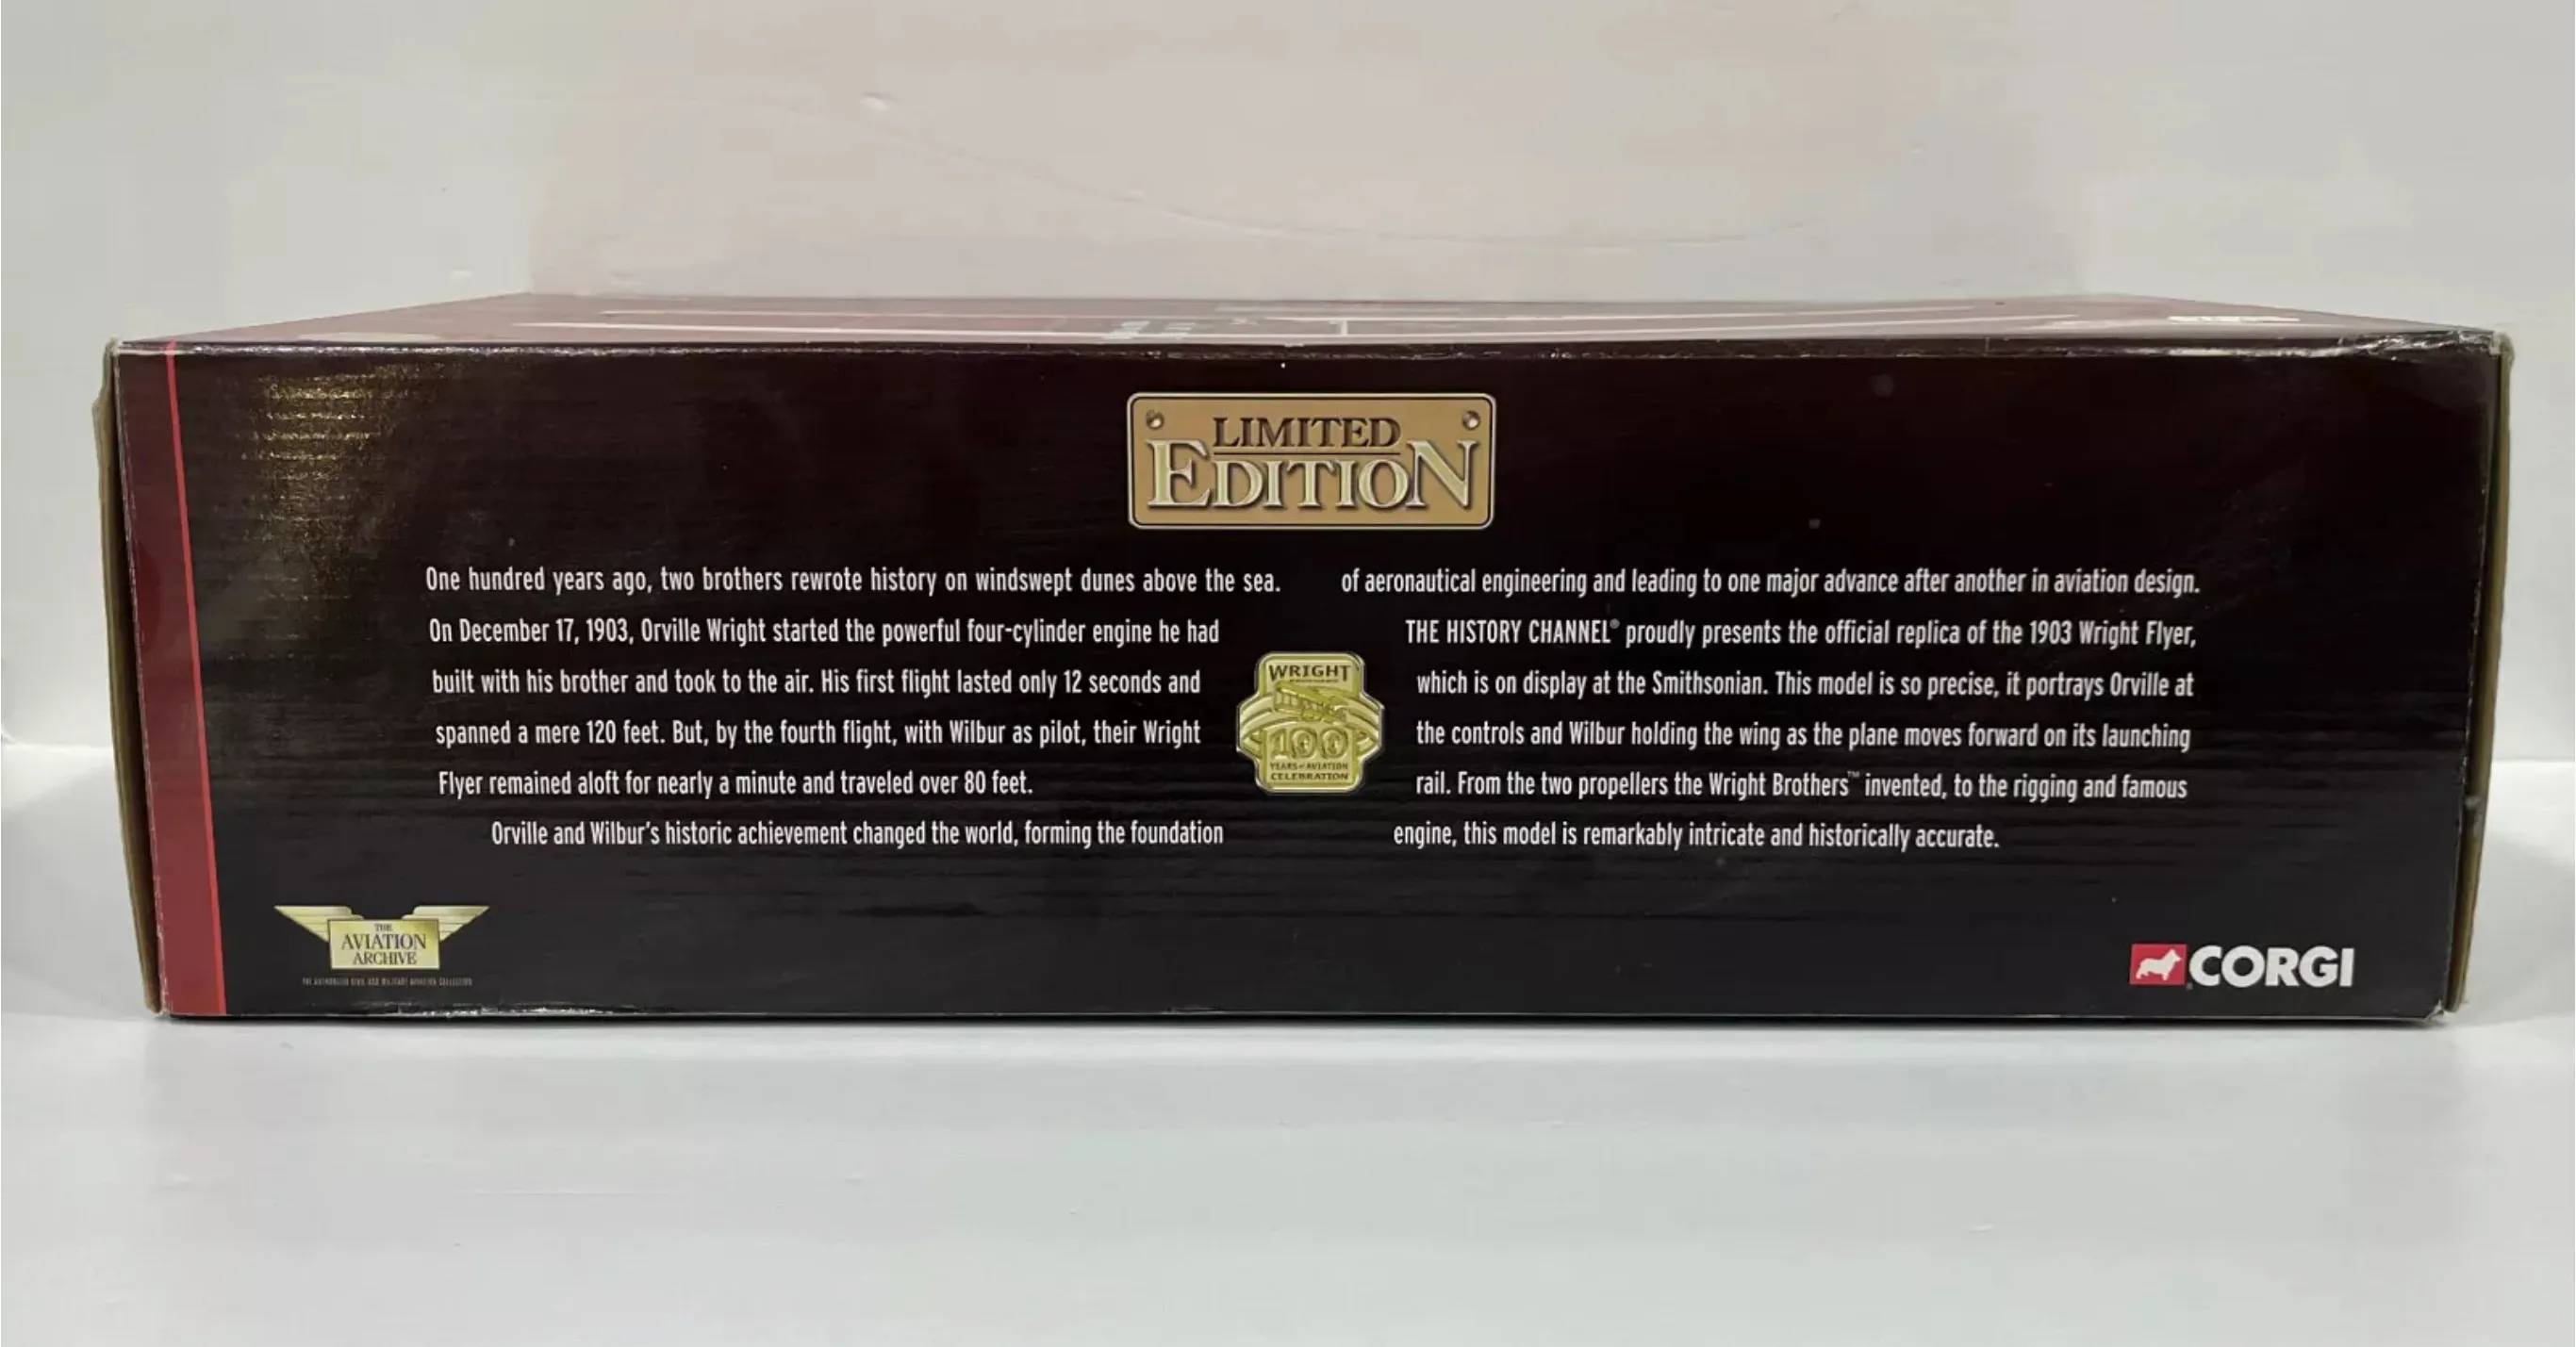 LIMITED
EDITION
One hundred years ago, two brothers rewrote history on windswept dunes above the sea.
On December 17, 1903, Orville Wright started the powerful four-cylinder engine he had
built with his brother and took to the air. His first flight lasted only 12 seconds and
spanned a mere 120 feet. But, by the fourth flight, with Wilbur as pilot, their Wright
Flyer remained aloft for nearly a minute and traveled over 80 feet.
Orville and Wilbur's historic achievement changed the world, forming the foundation
of aeronautical engineering and leading to one major advance after another in aviation design.
THE HISTORY CHANNEL® proudly presents the official replica of the 1903 Wright Flyer,
which is on display at the Smithsonian. This model is so precise, it portrays Orville at
the controls and Wilbur holding the wing as the plane moves forward on its launching
rail. From the two propellers the Wright Brothers™ invented, to the rigging and famous
engine, this model is remarkably intricate and historically accurate.
WRIGHT
100
YEARS of AVIATION
CELEBRATION
THE
AVIATION
ARCHIVE
THE AUTHORIZED CIVIL AND MILITARY AVIATION COLLECTION
CORGI